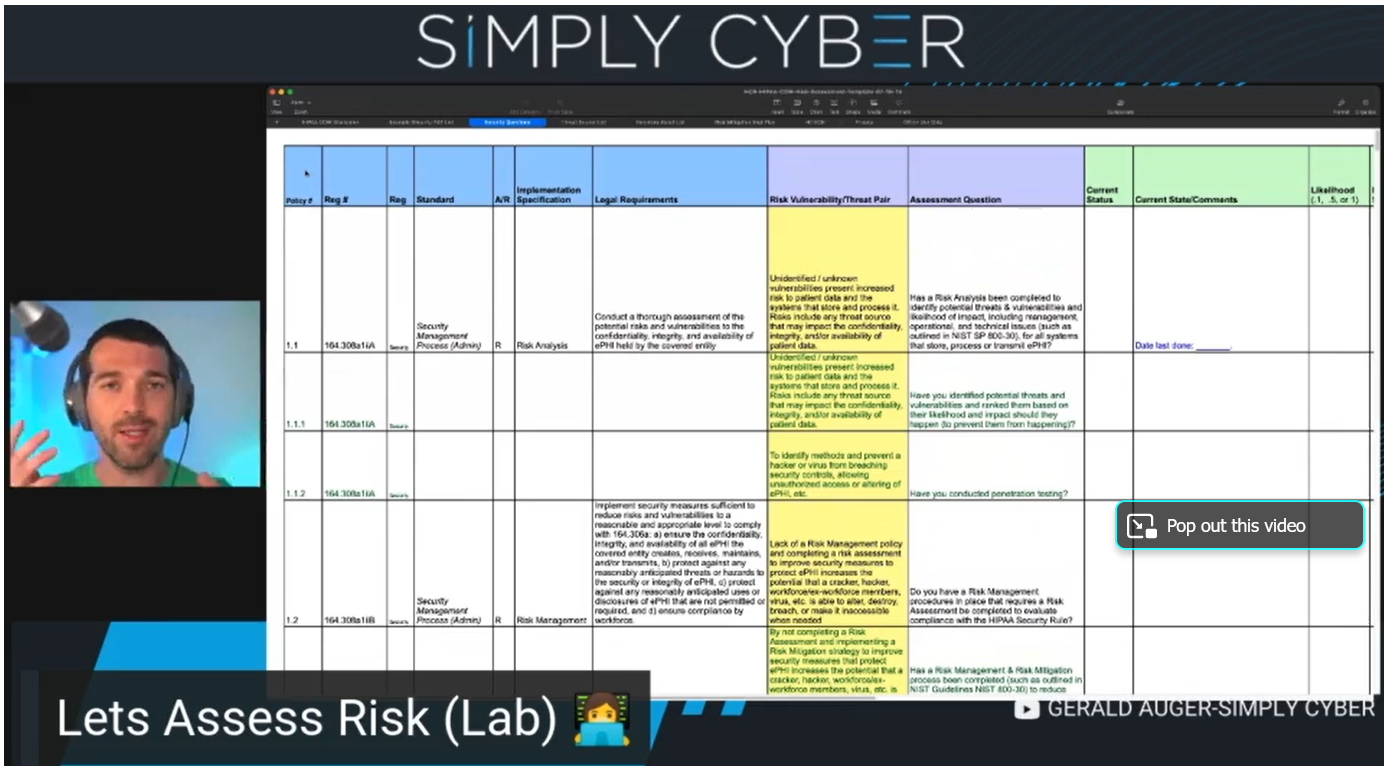 SiMPLY CYBER
Policy #
Reg #
Reg
Standard
A/R
Implementation
Specification
Legal Requirements
Risk Vulnerability/Threat Pair
Assessment Question
Current
Status
Current State/Comments
Likelihood
(.1, .5, or 1)
1.1
164.308a1iiA
Security
Security
Management
Process (Admin)
R
Risk Analysis
Conduct a thorough assessment of the
potential risks and vulnerabilities to the
confidentiality, integrity, and availability of
ePHI held by the covered entity
Unidentified / unknown
vulnerabilities present increased
risk to patient data and the
systems that store and process it.
Risks include any threat source
that may impact the confidentiality,
integrity, and/or availability of
patient data.
Has a Risk Analysis been completed to
identify potential threats & vulnerabilities and
likelihood of impact, including management,
operational, and technical issues (such as
outlined in NIST SP 800-30), for all systems
that store, process or transmit ePHI?
Date last done: ______.
1.1.1
164.308a1iiA
Security
Unidentified / unknown
vulnerabilities present increased
risk to patient data and the
systems that store and process it.
Risks include any threat source
that may impact the confidentiality,
integrity, and/or availability of
patient data.
Have you identified potential threats and
vulnerabilities and ranked them based on
their likelihood and impact should they
happen (to prevent them from happening)?
1.1.2
164.308a1iiA
Security
To identify methods and prevent a
hacker or virus from breaching
security controls, allowing
unauthorized access or altering of
ePHI, etc.
Have you conducted penetration testing?
1.2
164.308a1iiB
Security
Security
Management
Process (Admin)
R
Risk Management
Implement security measures sufficient to
reduce risks and vulnerabilities to a
reasonable and appropriate level to comply
with 164.306a: a) ensure the confidentiality,
integrity, and availability of all ePHI the
covered entity creates, receives, maintains,
and/or transmits, b) protect against any
reasonably anticipated threats or hazards to
the security or integrity of ePHI, c) protect
against any reasonably anticipated uses or
disclosures of ePHI that are not permitted or
required, and d) ensure compliance by
workforce.
Lack of a Risk Management policy
and completing a risk assessment
to improve security measures to
protect ePHI increases the
potential that a cracker, hacker,
workforce/ex-workforce members,
virus, etc. is able to alter, destroy,
breach, or make it inaccessible
when needed
Do you have a Risk Management
procedures in place that requires a Risk
Assessment be completed to evaluate
compliance with the HIPAA Security Rule?
By not completing a Risk
Assessment and implementing a
Risk Mitigation strategy to improve
security measures that protect
ePHI increases the potential that a
cracker, hacker, workforce/ex-
workforce members, virus, etc. is
Has a Risk Management & Risk Mitigation
process been completed (such as outlined in
NIST Guidelines NIST 800-30) to reduce
Pop out this video
Lets Assess Risk (Lab)
GERALD AUGER-SIMPLY CYBER